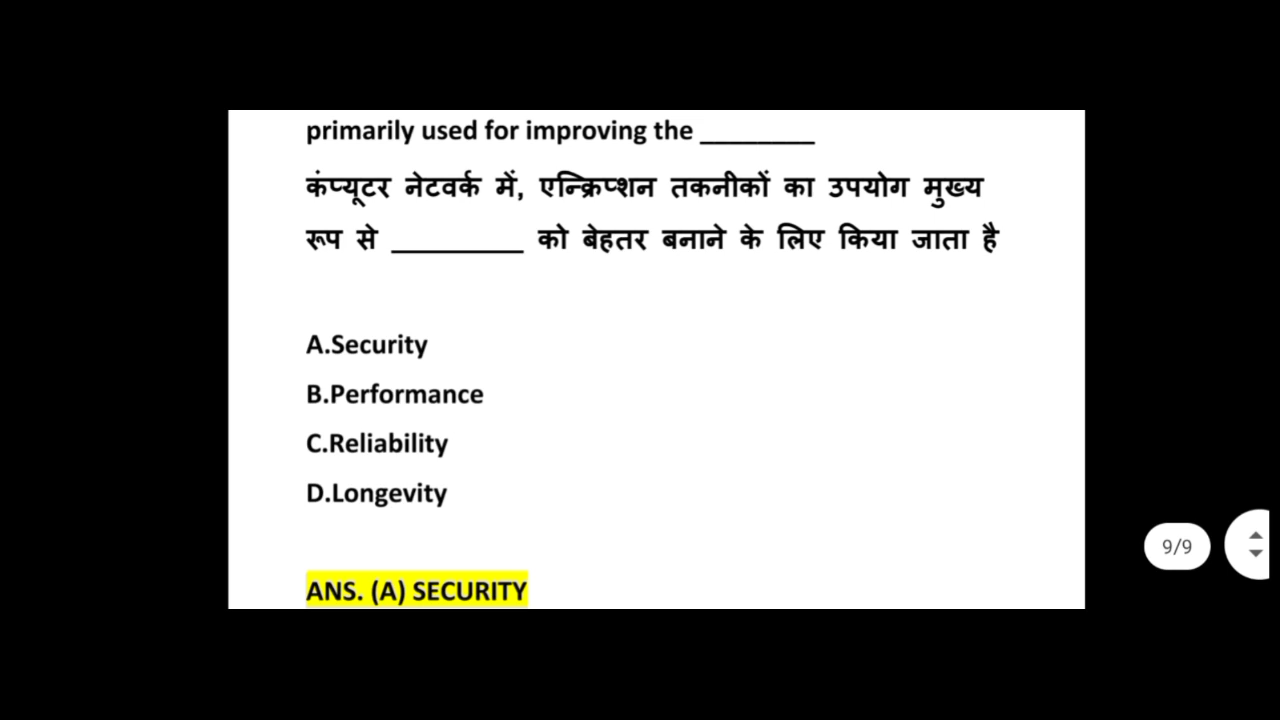 primarily used for improving the ________
कंप्यूटर नेटवर्क में, एन्क्रिप्शन तकनीकों का उपयोग मुख्य
रूप से _________ को बेहतर बनाने के लिए किया जाता है
A.Security
B.Performance
C.Reliability
D.Longevity
9/9
ANS. (A) SECURITY